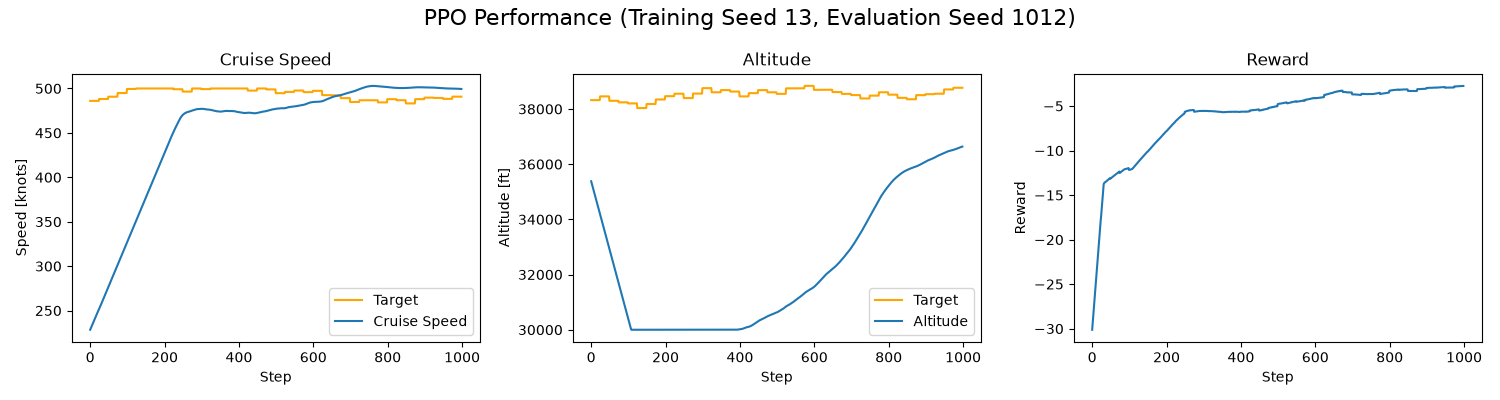 PPO Performance (Training Seed 13, Evaluation Seed 1012)
Cruise Speed
Speed [knots]
500
450
400
350
300
250
Target
Cruise Speed
0 200 400 600 800 1000
Step
Altitude
Altitude [ft]
38000
36000
34000
32000
30000
Target
Altitude
0 200 400 600 800 1000
Step
Reward
Reward
−5
−10
−15
−20
−25
−30
0 200 400 600 800 1000
Step